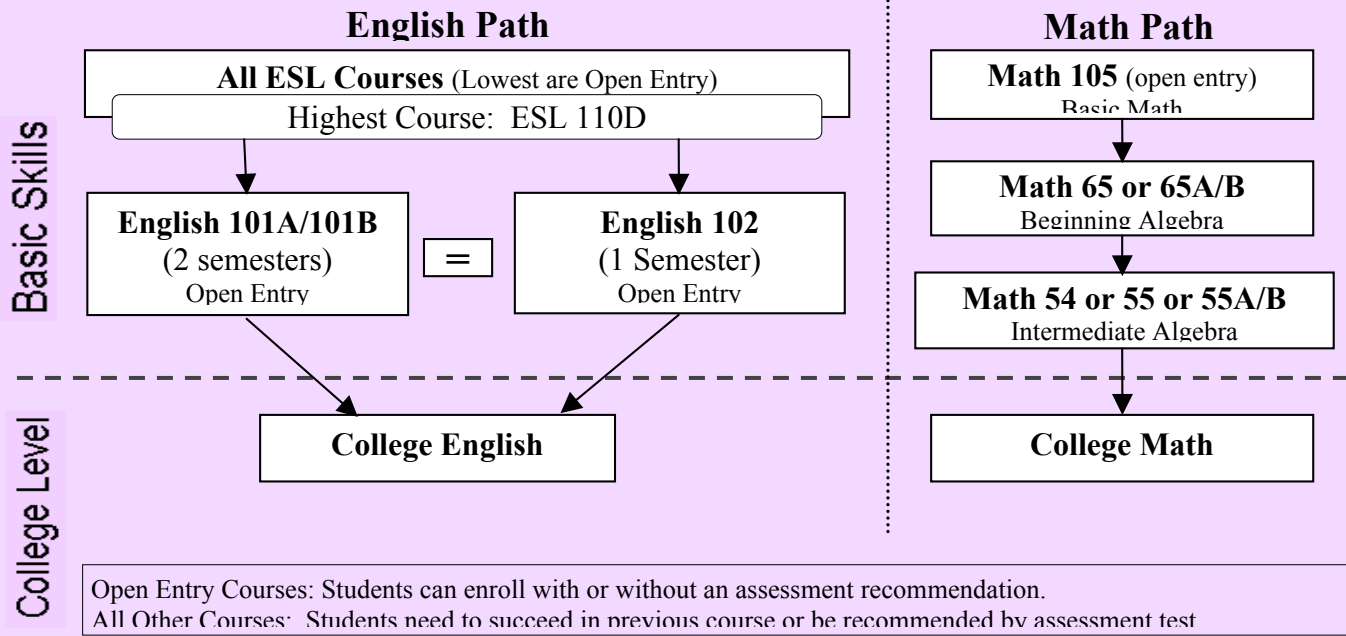 English Path
All ESL Courses (Lowest are Open Entry)
Highest Course: ESL 110D
English 101A/101B
(2 semesters)
Open Entry
=
English 102
(1 Semester)
Open Entry
College English
Math Path
Math 105 (open entry)
Basic Math
Math 65 or 65A/B
Beginning Algebra
Math 54 or 55 or 55A/B
Intermediate Algebra
College Math
Basic Skills
College Level
Open Entry Courses: Students can enroll with or without an assessment recommendation.
All Other Courses: Students need to succeed in previous course or be recommended by assessment test